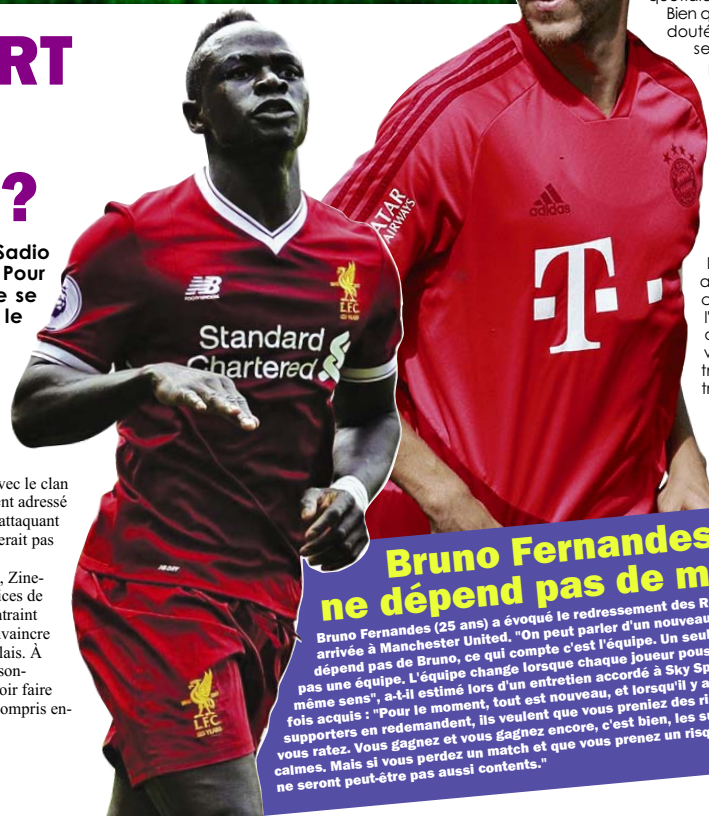 RT
?
Sadio
Pour
e se
le
vec le clan
ent adressé
attaquant
erait pas
, Zine-
ices de
ntraint
vaincre
lais. À
son-
oir faire
ompris en-
Standard
Chartered
L.F.C.
L.F.C.
QATAR
AIRWAYS
adidas
T
Bien q
douté
se
l'
v
tr
tr
Bruno Fernandes
ne dépend pas de m
Bruno Fernandes (25 ans) a évoqué le redressement des R
arrivée à Manchester United. "On peut parler d'un nouveau
dépend pas de Bruno, ce qui compte c'est l'équipe. Un seul
pas une équipe. L'équipe change lorsque chaque joueur pous
même sens", a-t-il estimé lors d'un entretien accordé à Sky Sp
fois acquis : "Pour le moment, tout est nouveau, et lorsqu'il y a
supporters en redemandent, ils veulent que vous preniez des ri
vous ratez. Vous gagnez et vous gagnez encore, c'est bien, les su
calmes. Mais si vous perdez un match et que vous prenez un risq
ne seront peut-être pas aussi contents."